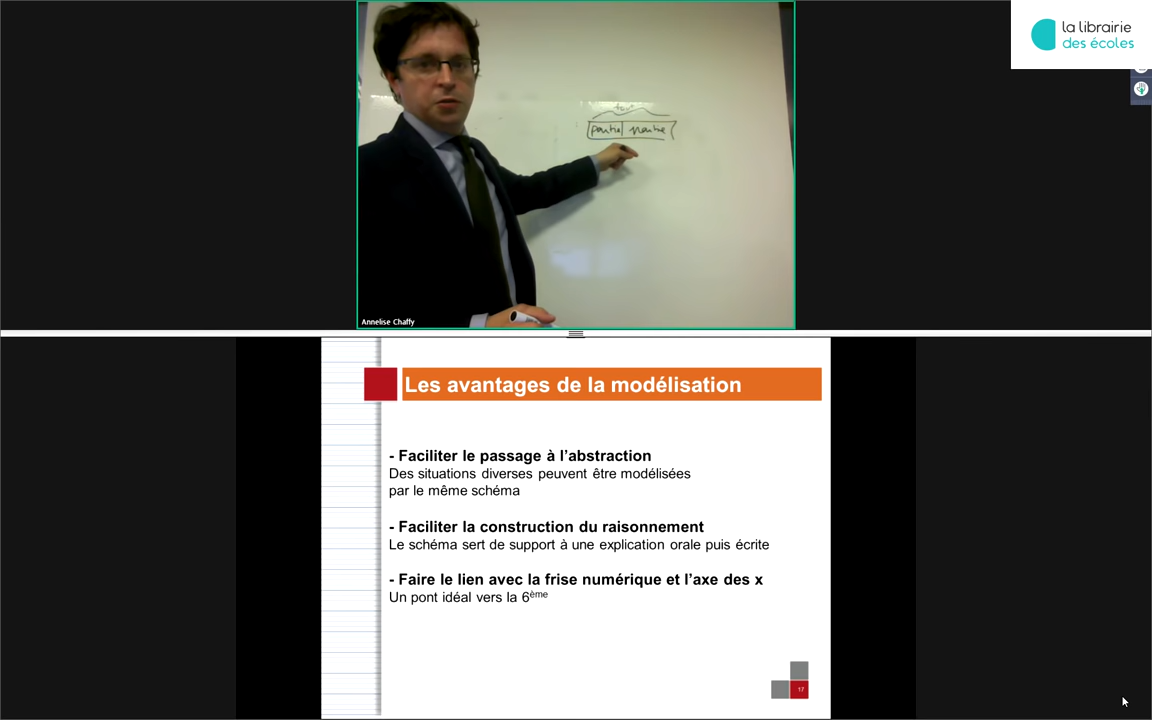 la librairie
des écoles
tout
partie partie
Annelise Chaffy
Les avantages de la modélisation
- Faciliter le passage à l'abstraction
Des situations diverses peuvent être modélisées
par le même schéma
- Faciliter la construction du raisonnement
Le schéma sert de support à une explication orale puis écrite
- Faire le lien avec la frise numérique et l'axe des x
Un pont idéal vers la 6ème
17